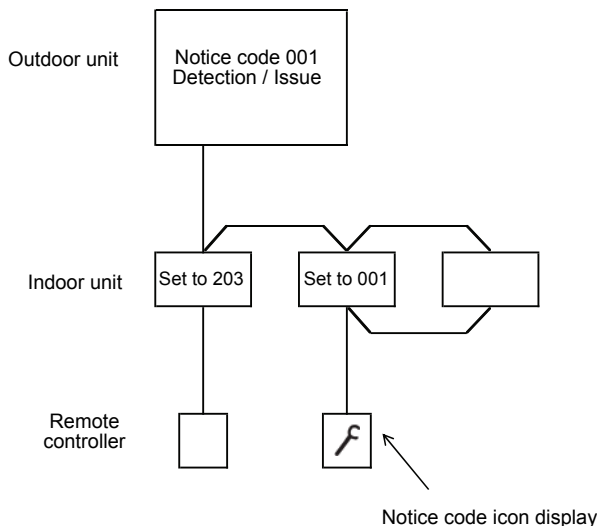 Outdoor unit
Notice code 001
Detection / Issue
Indoor unit
Set to 203
Set to 001
Remote
controller
Notice code icon display